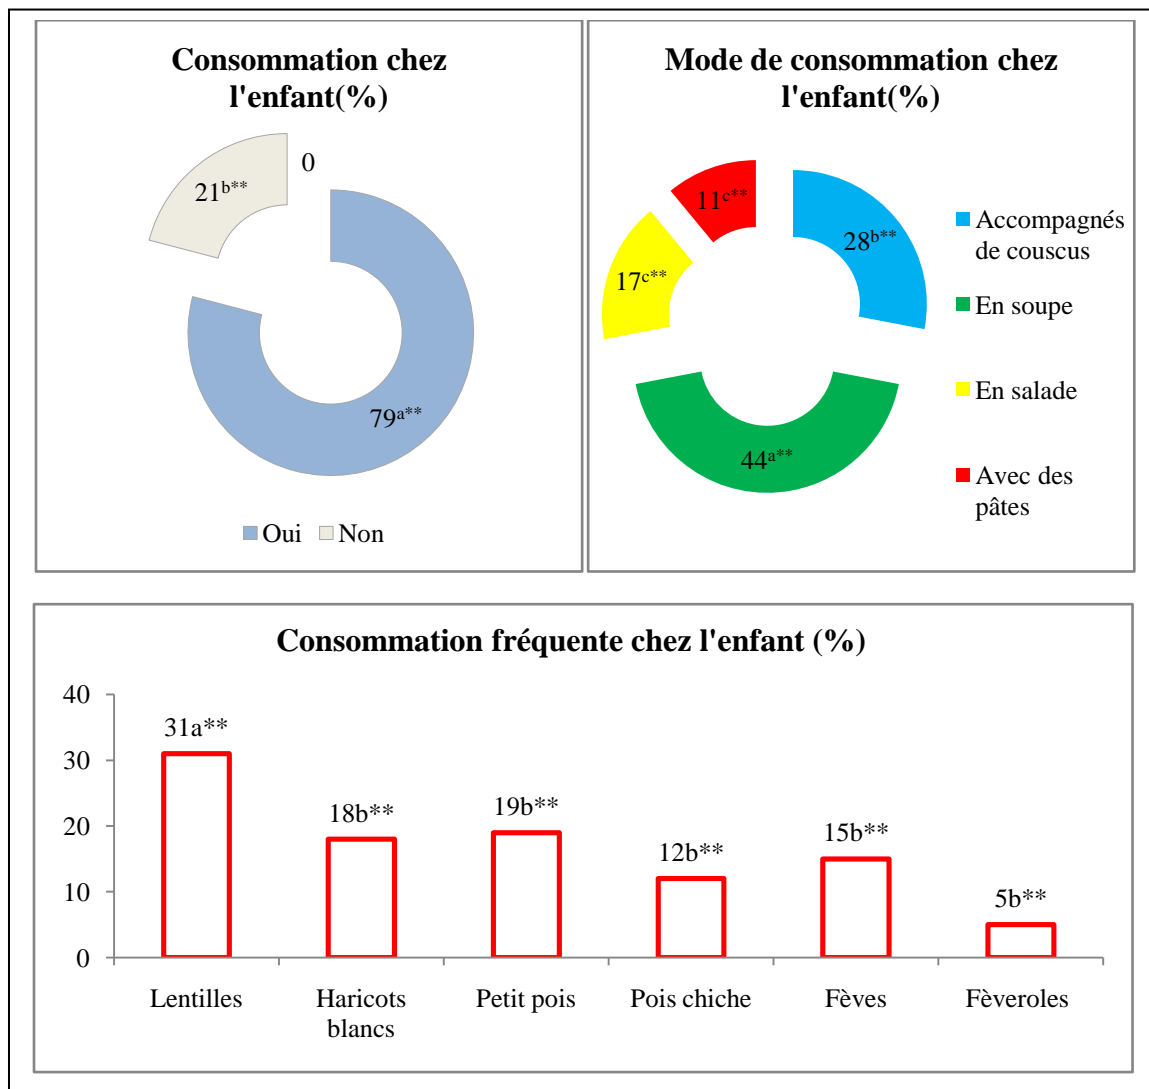 Consommation chez
l'enfant(%)
0
21b**
79a**
Oui
Non
Mode de consommation chez
l'enfant(%)
11c**
28b**
17c**
44a**
Accompagnés
de couscus
En soupe
En salade
Avec des
pâtes
Consommation fréquente chez l'enfant (%)
40
30
20
10
0
31a**
18b**
19b**
12b**
15b**
5b**
Lentilles
Haricots
blancs
Petit pois
Pois chiche
Fèves
Fèveroles